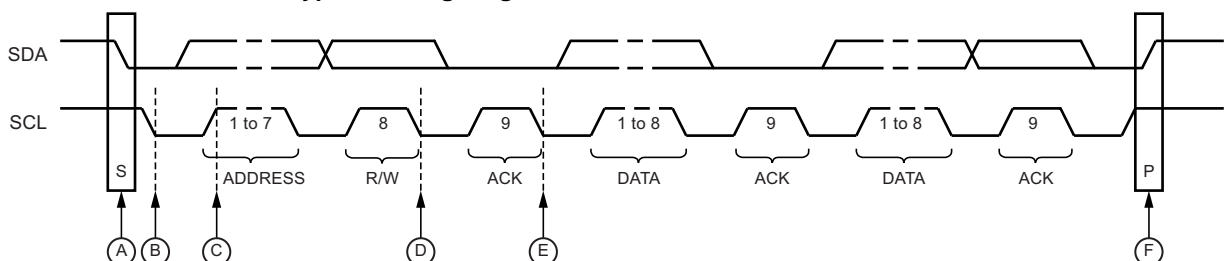 SDA
SCL
1 to 7
8
9
1 to 8
9
1 to 8
9
S
ADDRESS
R/W
ACK
DATA
ACK
DATA
ACK
P
A
B
C
D
E
F